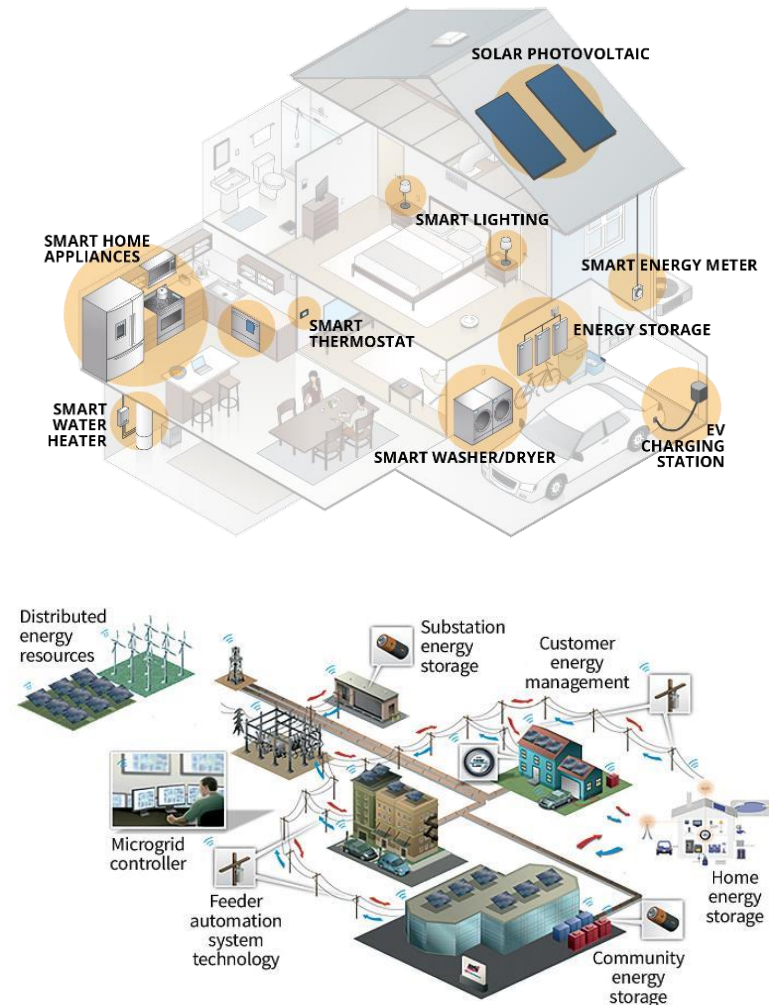 SOLAR PHOTOVOLTAIC
SMART LIGHTING
SMART HOME
APPLIANCES
SMART ENERGY METER
SMART
THERMOSTAT
ENERGY STORAGE
SMART
WATER
HEATER
SMART WASHER/DRYER
EV
CHARGING
STATION
Distributed
energy
resources
Substation
energy
storage
Customer
energy
management
Microgrid
controller
Feeder
automation
system
technology
Home
energy
storage
Community
energy
storage